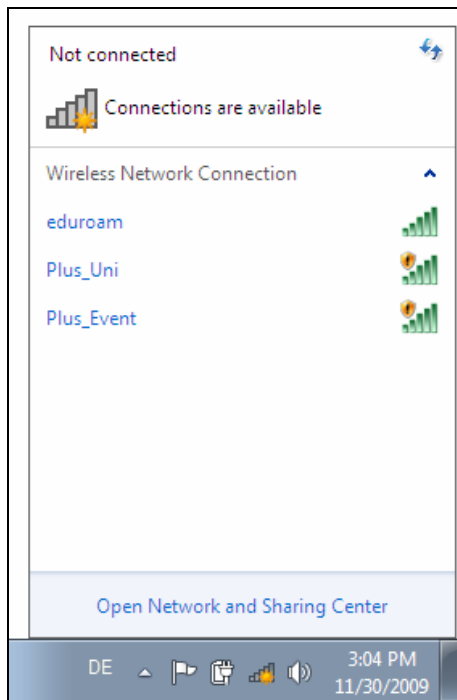 Not connected
Connections are available
Wireless Network Connection
eduroam
Plus_Uni
Plus_Event
Open Network and Sharing Center
DE
3:04 PM
11/30/2009